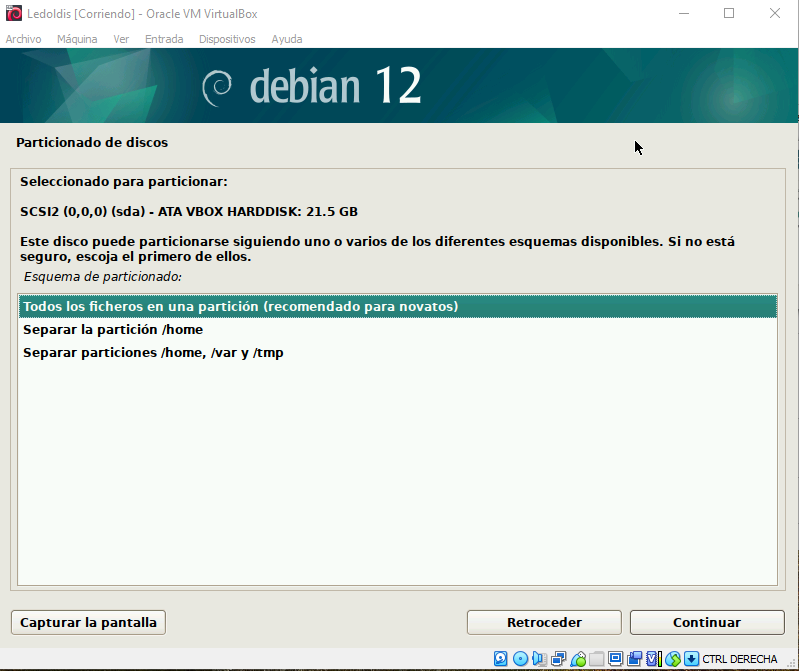 Ledoldis [Corriendo] - Oracle VM VirtualBox
Archivo Máquina Ver Entrada Dispositivos Ayuda
debian 12
Particionado de discos
Seleccionado para particionar:
SCSI2 (0,0,0) (sda) - ATA VBOX HARDDISK: 21.5 GB
Este disco puede particionarse siguiendo uno o varios de los diferentes esquemas disponibles. Si no está
seguro, escoja el primero de ellos.
Esquema de particionado:
Todos los ficheros en una partición (recomendado para novatos)
Separar la partición /home
Separar particiones /home, /var y /tmp
Capturar la pantalla Retroceder Continuar
CTRL DERECHA